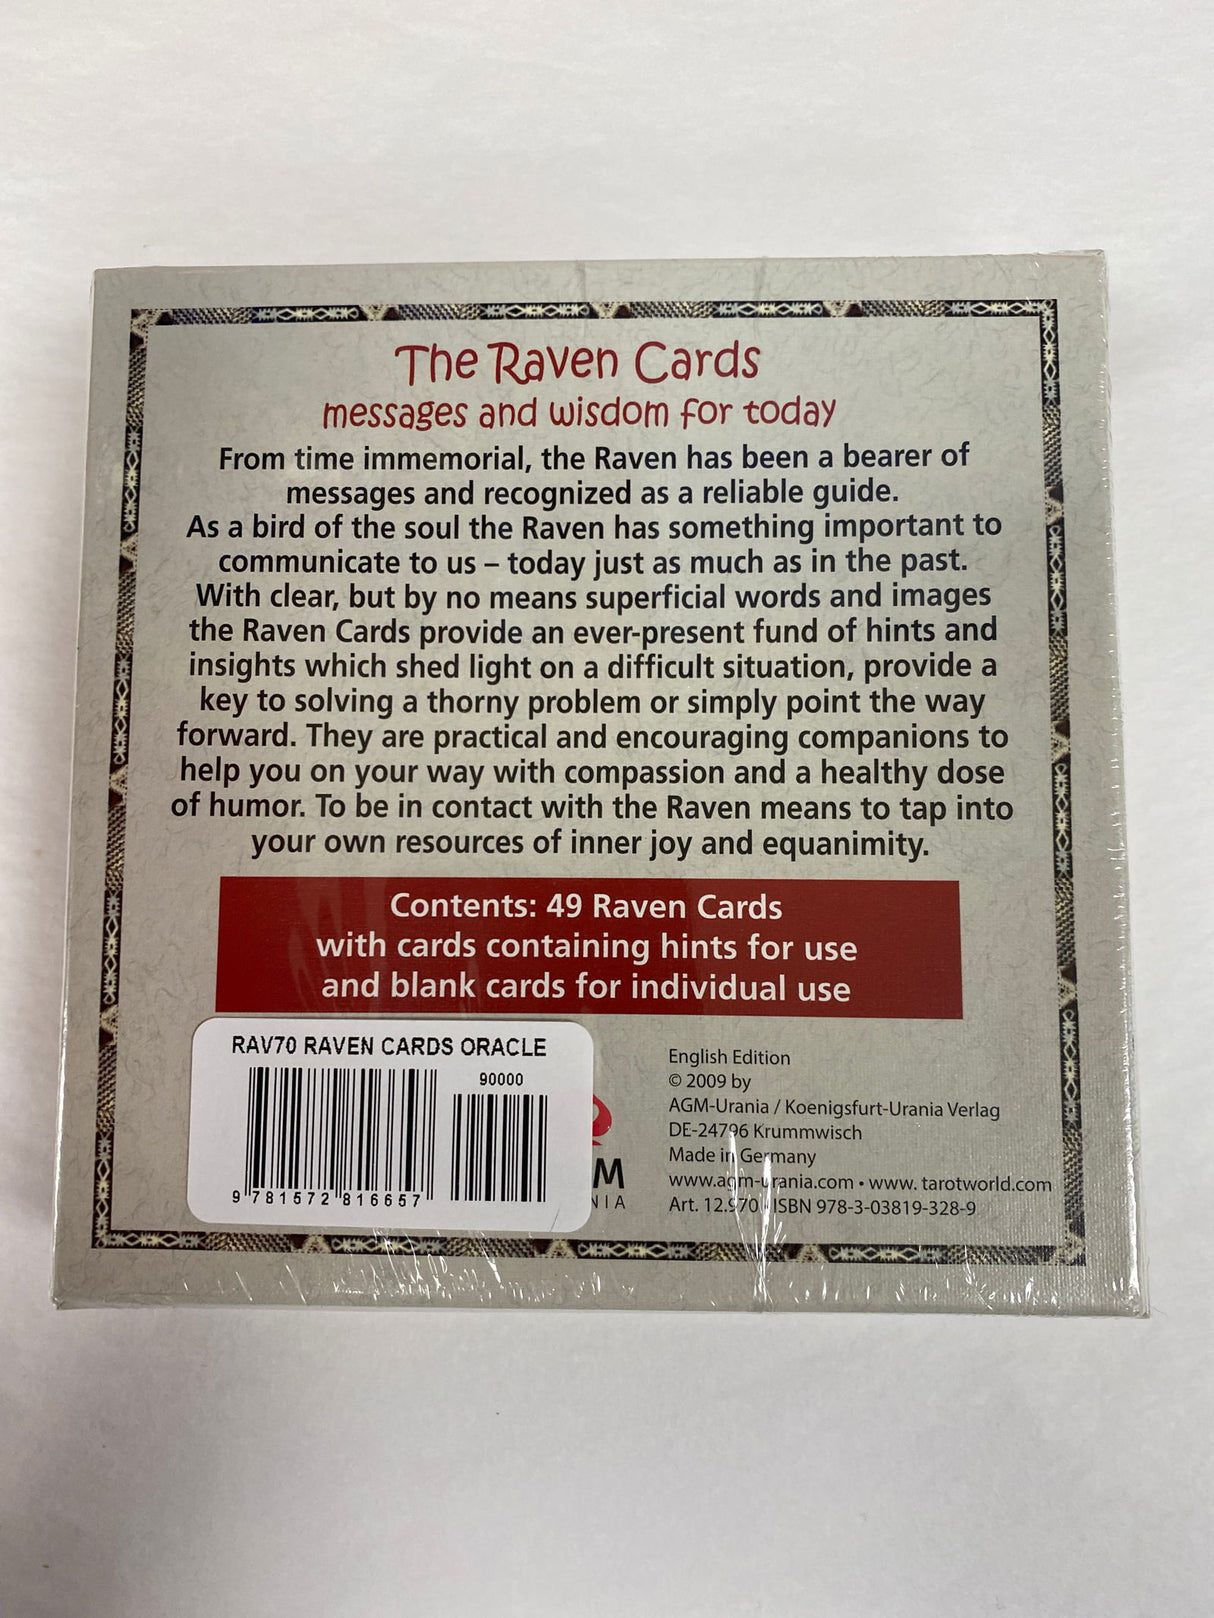 The Raven Cards
messages and wisdom for today
From time immemorial, the Raven has been a bearer of
messages and recognized as a reliable guide.
As a bird of the soul the Raven has something important to
communicate to us – today just as much as in the past.
With clear, but by no means superficial words and images
the Raven Cards provide an ever-present fund of hints and
insights which shed light on a difficult situation, provide a
key to solving a thorny problem or simply point the way
forward. They are practical and encouraging companions to
help you on your way with compassion and a healthy dose
of humor. To be in contact with the Raven means to tap into
your own resources of inner joy and equanimity.
Contents: 49 Raven Cards
with cards containing hints for use
and blank cards for individual use
RAV70 RAVEN CARDS ORACLE
90000
9 781572 816657
M
NIA
English Edition
© 2009 by
AGM-Urania / Koenigsfurt-Urania Verlag
DE-24796 Krummwisch
Made in Germany
www.agm-urania.com • www. tarotworld.com
Art. 12.970 • ISBN 978-3-03819-328-9